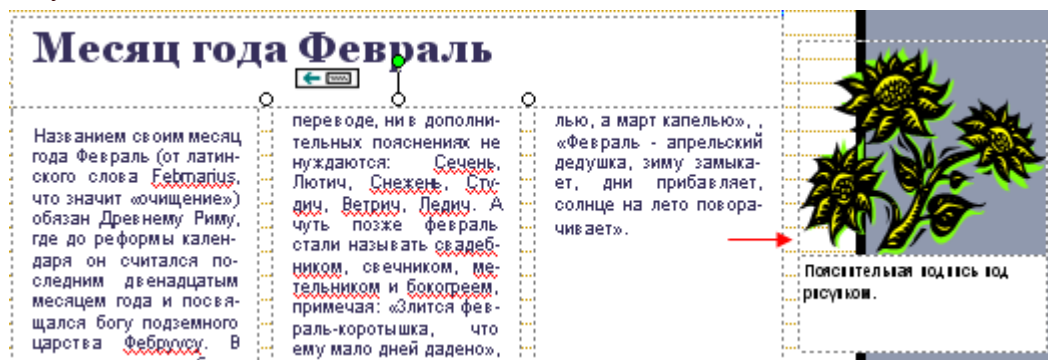 Месяц года Февраль
Названием своим месяц
года Февраль (от латин-
ского слова Febmarius,
что значит «очищение»)
обязан Древнему Риму,
где до реформы кален-
даря он считался по-
следним двенадцатым
месяцем года и посвя-
щался богу подземного
царства Фебруусу. В
переводе, ни в дополни-
тельных пояснениях не
нуждаются: Сечень,
Лютич, Снежень, Сту-
дич, Ветрич, Ледич. А
чуть позже февраль
стали называть свадеб-
ником, свечником, ме-
тельником и бокогреем,
примечая: «Злится фев-
раль-коротышка, что
ему мало дней дадено»,
лью, а март капелью», ,
«Февраль - апрельский
дедушка, зиму замыка-
ет, дни прибавляет,
солнце на лето повора-
чивает».
Пояснительная подпись под
рисунком.